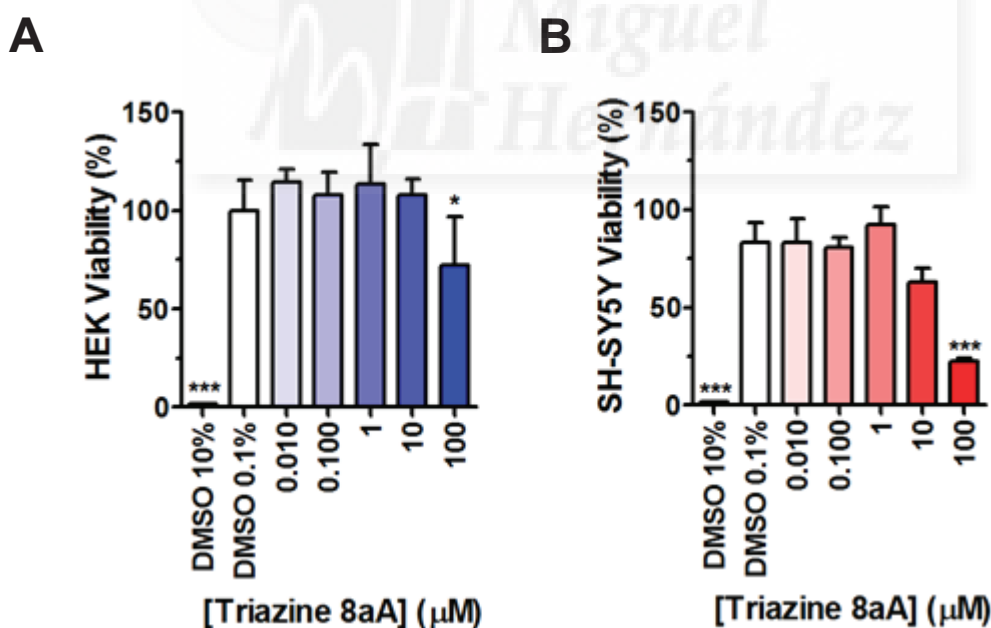 A
B
Miguel
Hernández
HEK Viability (%)
150
100
50
0
***
*
DMSO 10%
DMSO 0.1%
0.010
0.100
1
10
100
[Triazine 8aA] (μM)
SH-SY5Y Viability (%)
150
100
50
0
***
***
DMSO 10%
DMSO 0.1%
0.010
0.100
1
10
100
[Triazine 8aA] (μM)